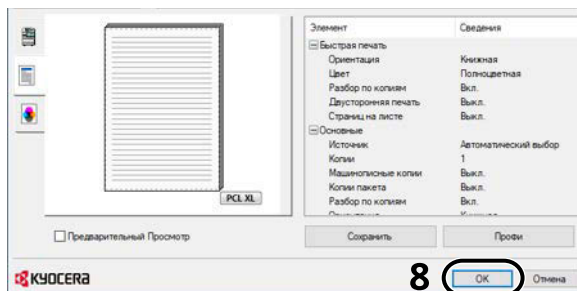 Элемент Сведения
Быстрая печать
Ориентация Книжная
Цвет Полноцветная
Разбор по копиям Вкл.
Двусторонняя печать Выкл.
Страниц на листе Выкл.
Основные
Источник Автоматический выбор
Копии 1
Машинописные копии Выкл.
Копии пакета Выкл.
Разбор по копиям Вкл.
PCL XL
Предварительный Просмотр
Сохранить Профи
KYOCERA
8 OK Отмена